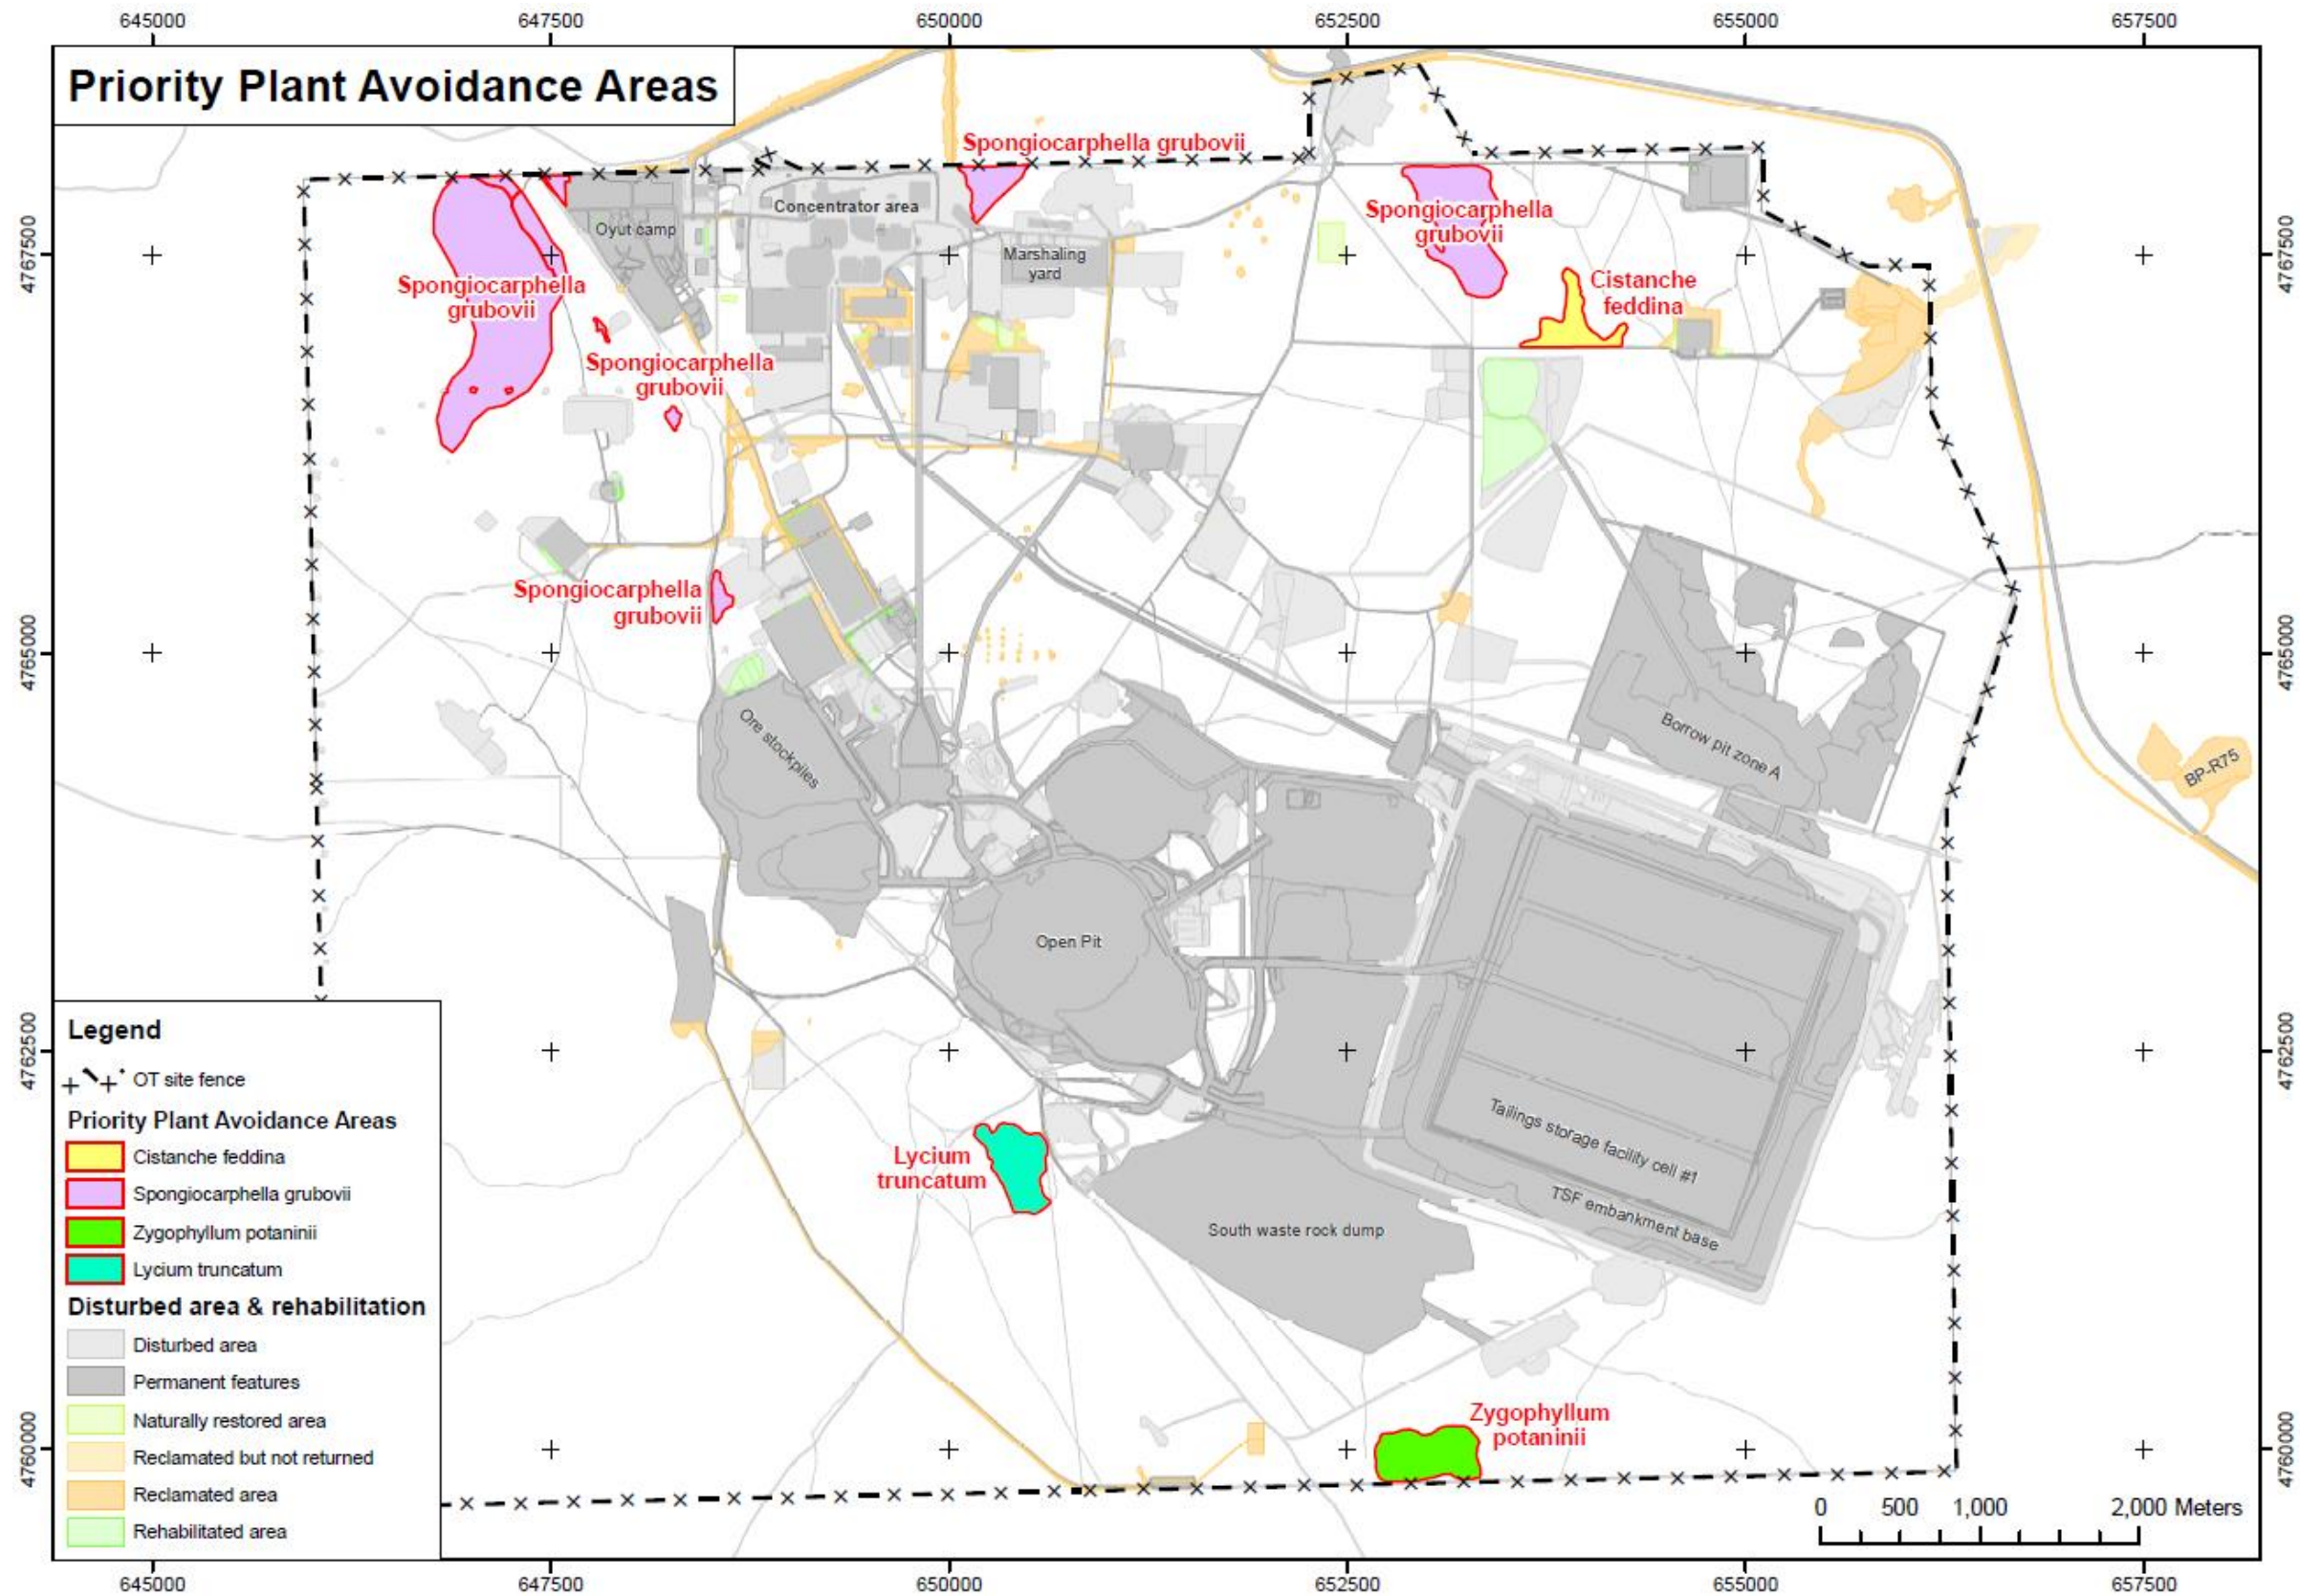 645000
647500
650000
652500
655000
657500
Priority Plant Avoidance Areas
Spongiocarphella grubovii
Concentrator area
Oyut camp
Spongiocarphella
grubovii
Marshaling
yard
4767500
4767500
Spongiocarphella
grubovii
Cistanche
feddina
Spongiocarphella
grubovii
Spongiocarphella
grubovii
4765000
4765000
Ore stockpiles
Borrow pit zone A
BP-R75
Open Pit
4762500
4762500
Tailings storage facility cell #1
TSF embankment base
Lycium
truncatum
South waste rock dump
Zygophyllum
potaninii
4760000
4760000
Legend
OT site fence
Priority Plant Avoidance Areas
Cistanche feddina
Spongiocarphella grubovii
Zygophyllum potaninii
Lycium truncatum
Disturbed area & rehabilitation
Disturbed area
Permanent features
Naturally restored area
Reclamated but not returned
Reclamated area
Rehabilitated area
0 500 1,000 2,000 Meters
645000
647500
650000
652500
655000
657500